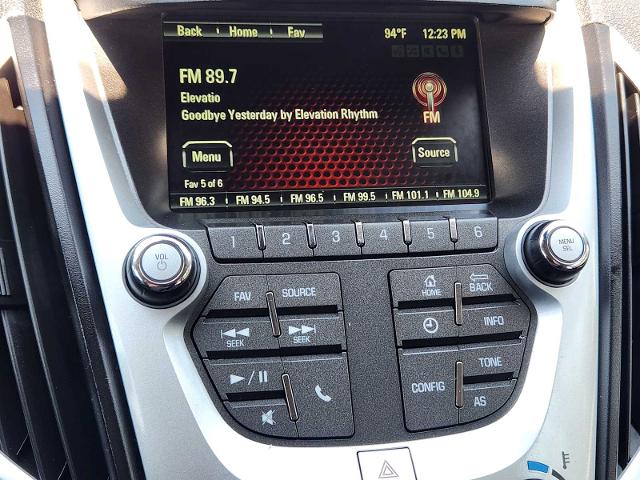 Back Home Fav 94°F 12:23 PM
FM 89.7
Elevatio
Goodbye Yesterday by Elevation Rhythm
FM
Menu Source
Fav 5 of 6
FM 96.3 FM 94.5 FM 96.5 FM 99.5 FM 101.1 FM 104.9
1 2 3 4 5 6
VOL
MENU
SEL
FAV SOURCE
HOME BACK
SEEK SEEK
INFO
TONE
CONFIG
AS